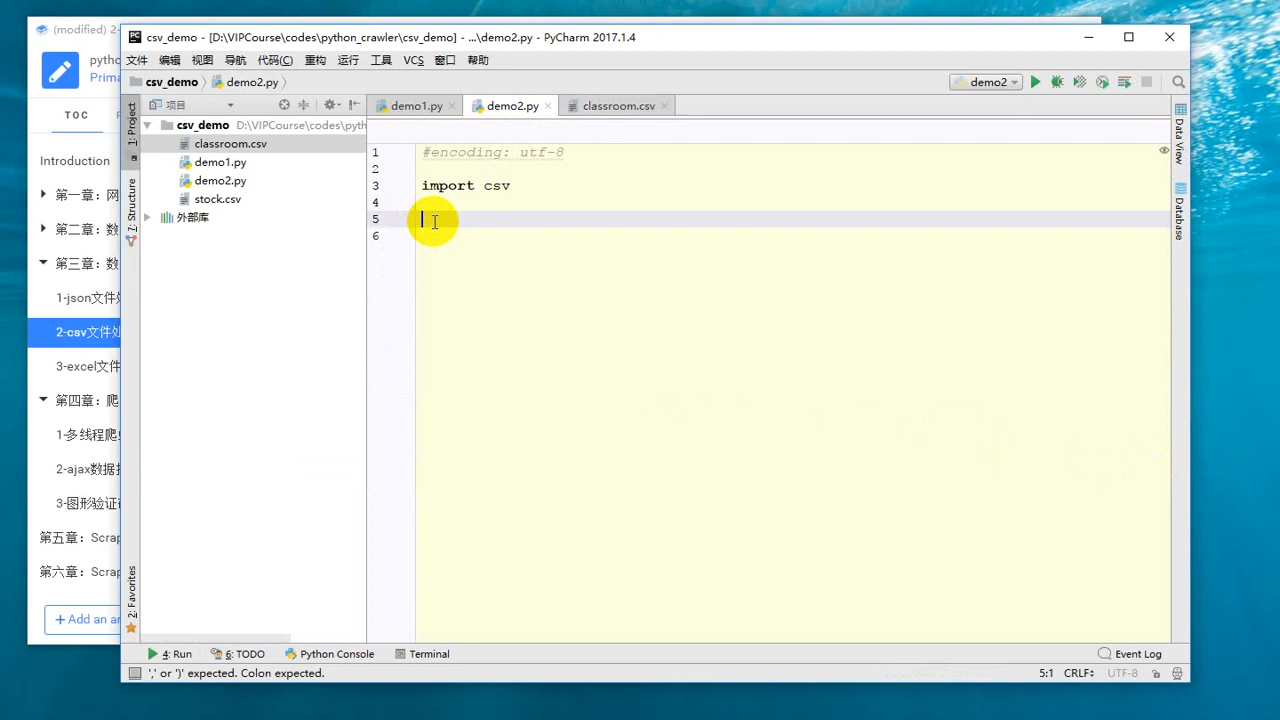 (modified) 2-
csv_demo - [D:\VIPCourse\codes\python_crawler\csv_demo] - ...\demo2.py - PyCharm 2017.1.4
pytho
Prima
TOC
Introduction
第一章：网
第二章：数
第三章：数
1-json文件处
2-csv文件处
3-excel文件
第四章：爬
1-多线程爬
2-ajax数据
3-图形验证
第五章：Scrap
第六章：Scrap
+ Add an ar
文件 编辑 视图 导航 代码(C) 重构 运行 工具 VCS 窗口 帮助
csv_demo demo2.py demo2
1: Project
7: Structure
2: Favorites
项目
csv_demo D:\VIPCourse\codes\pyth
classroom.csv
demo1.py
demo2.py
stock.csv
外部库
demo1.py demo2.py classroom.csv
1 #encoding: utf-8
2
3 import csv
4
5
6
Data View
Database
4: Run 6: TODO Python Console Terminal Event Log
',' or ')' expected. Colon expected. 5:1 CRLF UTF-8